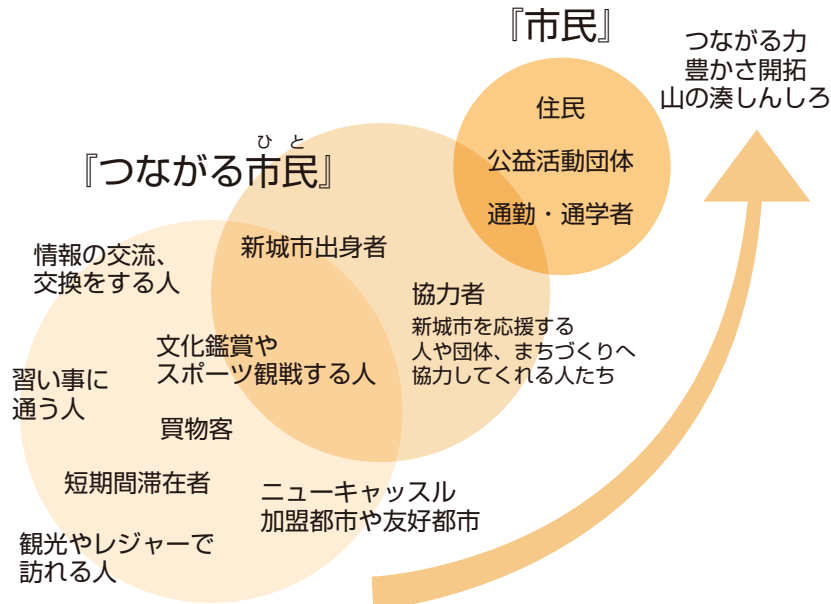 『市民』
つながる力
豊かさ開拓
山の湊しんしろ
住民
公益活動団体
通勤・通学者
ひと
『つながる市民』
新城市出身者
情報の交流、
交換をする人
協力者
新城市を応援する
人や団体、まちづくりへ
協力してくれる人たち
文化鑑賞や
スポーツ観戦する人
習い事に
通う人
買物客
短期間滞在者
ニューキャッスル
加盟都市や友好都市
観光やレジャーで
訪れる人